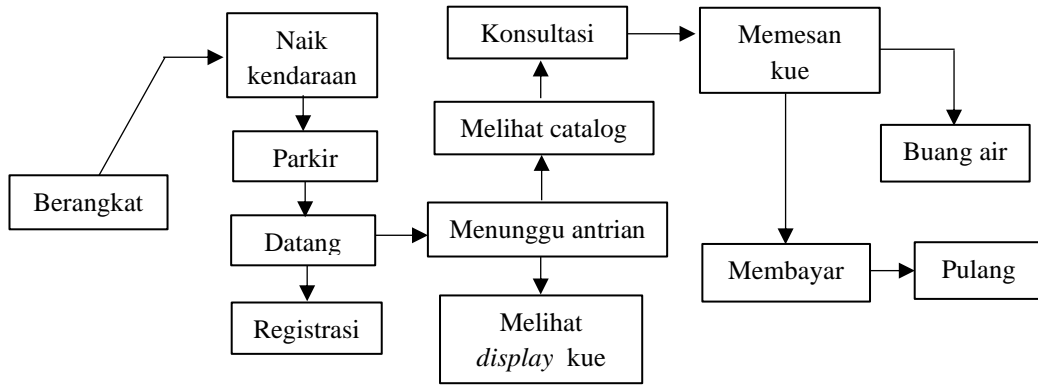 Berangkat
Naik
kendaraan
Parkir
Datang
Registrasi
Menunggu antrian
Melihat
display kue
Melihat catalog
Konsultasi
Memesan
kue
Buang air
Membayar
Pulang